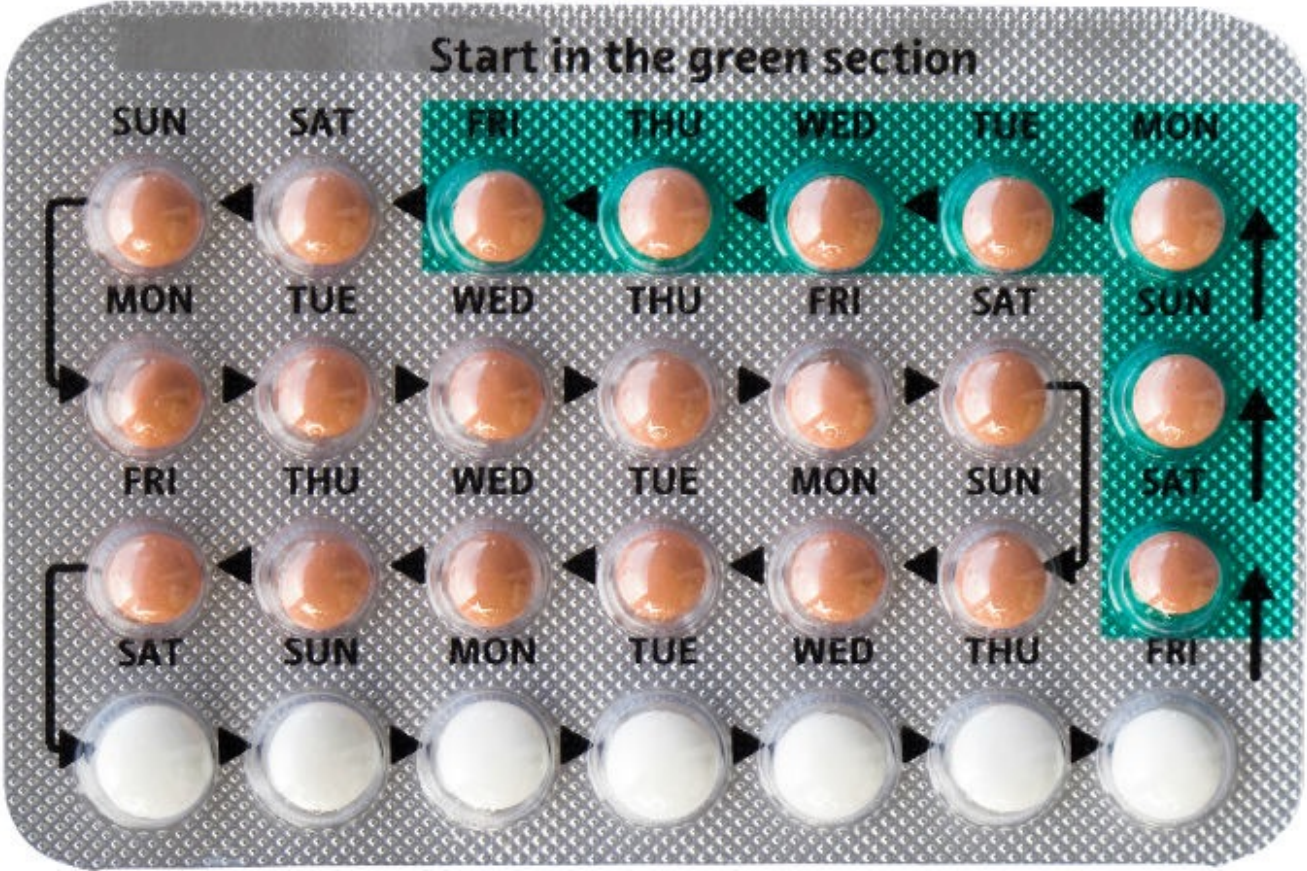 Start in the green section
SUN SAT FRI THU WED TUE MON
MON TUE WED THU FRI SAT SUN
FRI THU WED TUE MON SUN SAT
SAT SUN MON TUE WED THU FRI